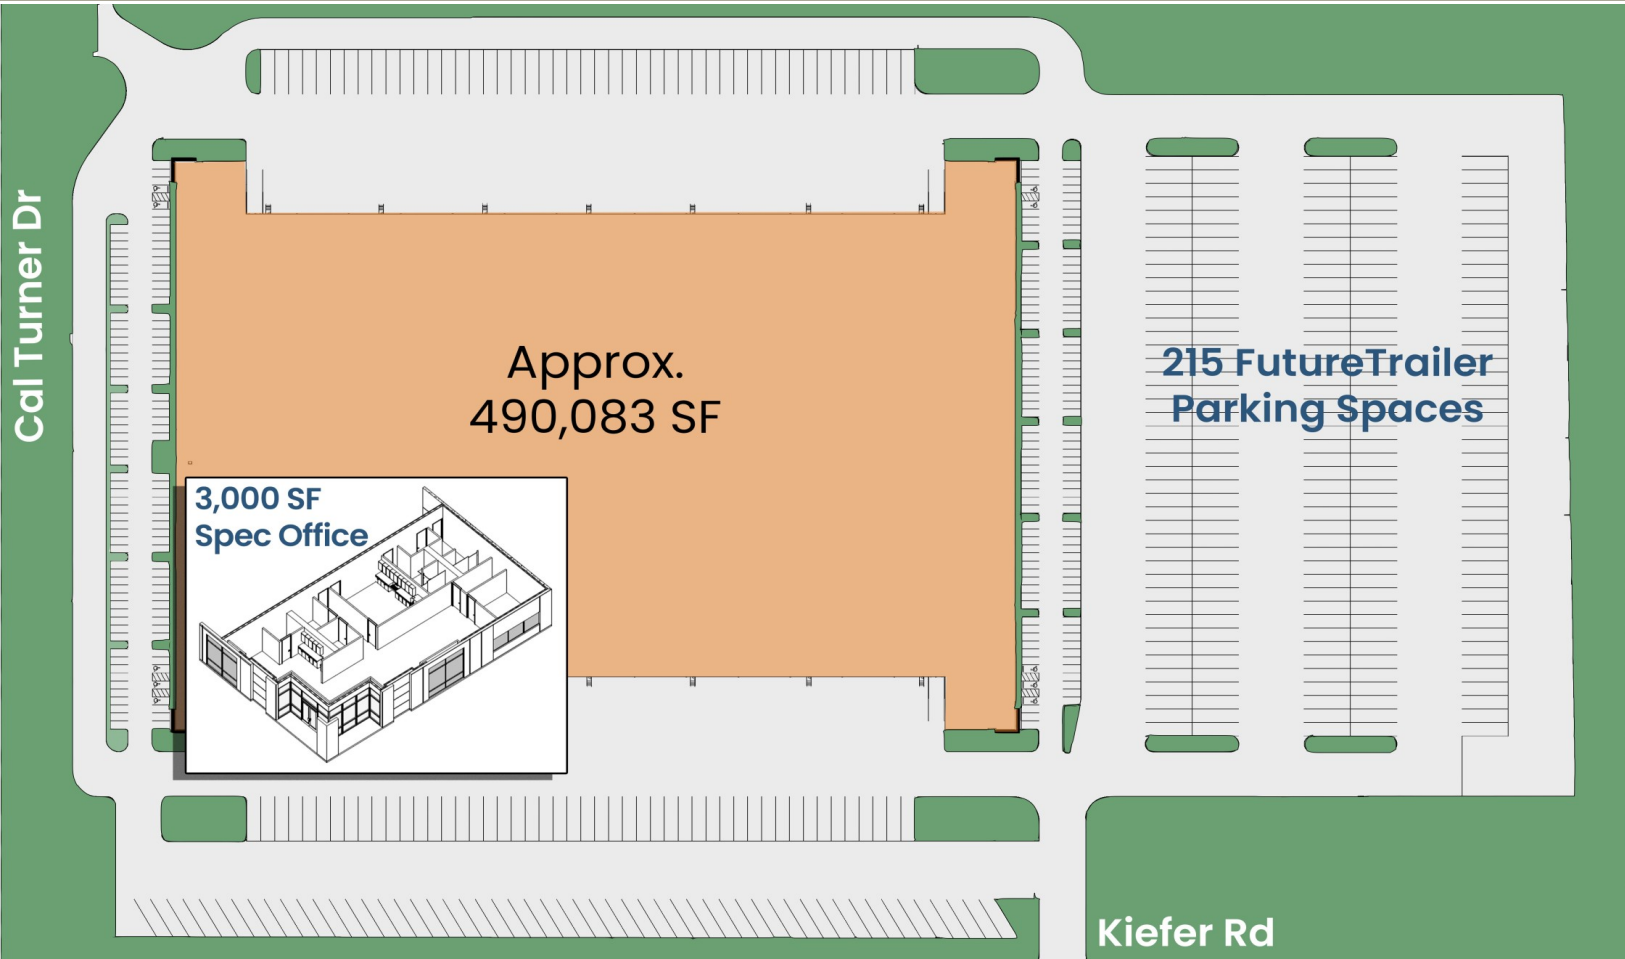 Cal Turner Dr
Approx.
490,083 SF
215 FutureTrailer
Parking Spaces
3,000 SF
Spec Office
Kiefer Rd